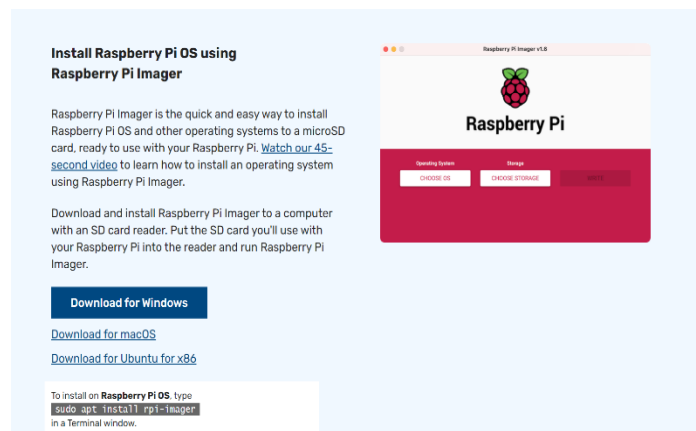 Install Raspberry Pi OS using
Raspberry Pi Imager
Raspberry Pi Imager is the quick and easy way to install
Raspberry Pi OS and other operating systems to a microSD
card, ready to use with your Raspberry Pi. Watch our 45-
second video to learn how to install an operating system
using Raspberry Pi Imager.
Download and install Raspberry Pi Imager to a computer
with an SD card reader. Put the SD card you'll use with
your Raspberry Pi into the reader and run Raspberry Pi
Imager.
Download for Windows
Download for macOS
Download for Ubuntu for x86
To install on Raspberry Pi OS, type
sudo apt install rpi-imager
in a Terminal window.
Raspberry Pi Imager v1.6
Raspberry Pi
Operating System Storage
CHOOSE OS CHOOSE STORAGE WRITE